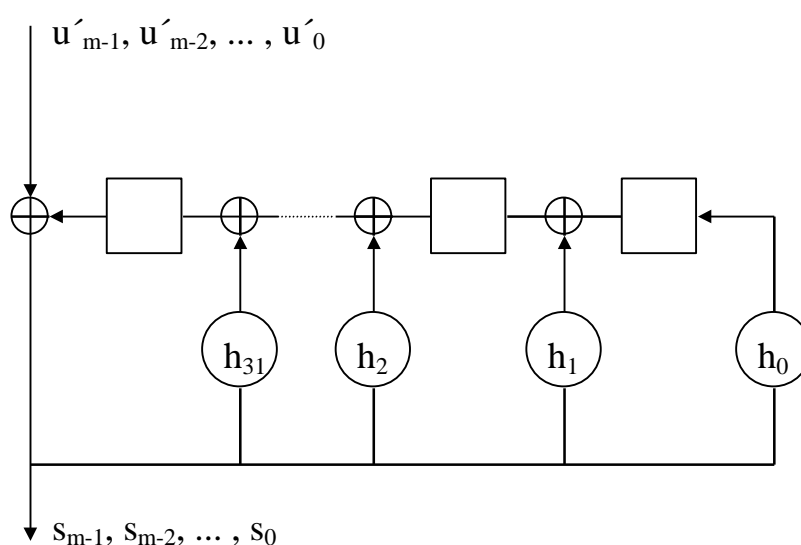 u´m-1, u´m-2, ... , u´0
h31 h2 h1 h0
sm-1, sm-2, ... , s0